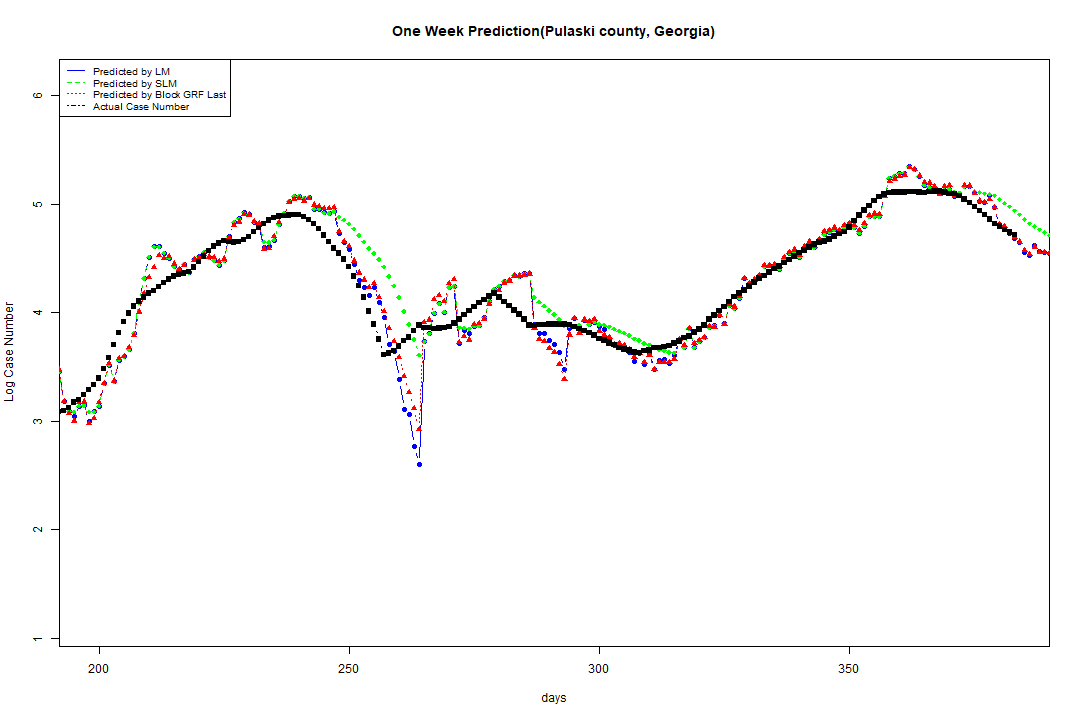 One Week Prediction(Pulaski county, Georgia)
Predicted by LM
Predicted by SLM
Predicted by Block GRF Last
Actual Case Number
6
5
4
3
2
1
Log Case Number
200 250 300 350
days